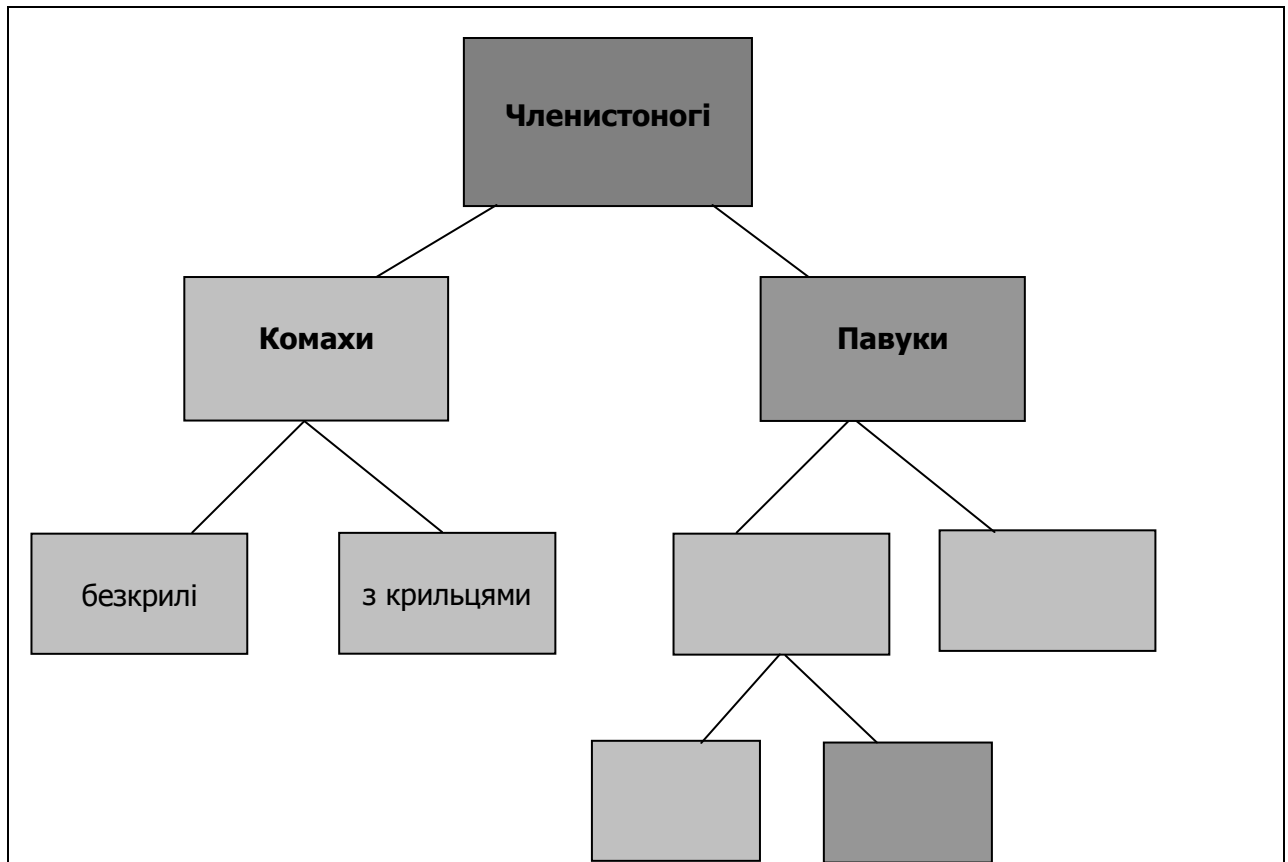 Членистоногі
Комахи
Павуки
безкрилі
з крильцями